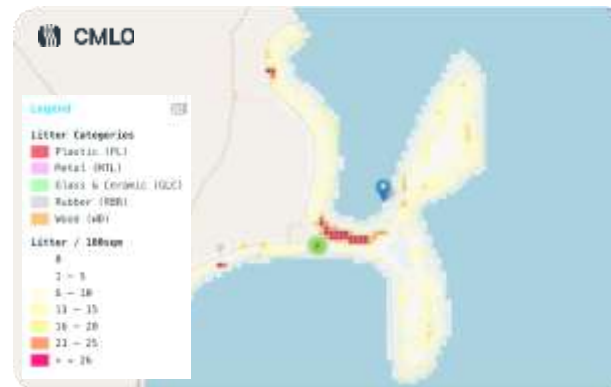 CMLO
Legend
Litter Categories
Plastic (PL)
Metal (MTL)
Glass & Ceramic (GLC)
Rubber (RBR)
Wood (WD)
Litter / 100sqm
0
1 - 5
6 - 10
11 - 15
16 - 20
21 - 25
> = 26